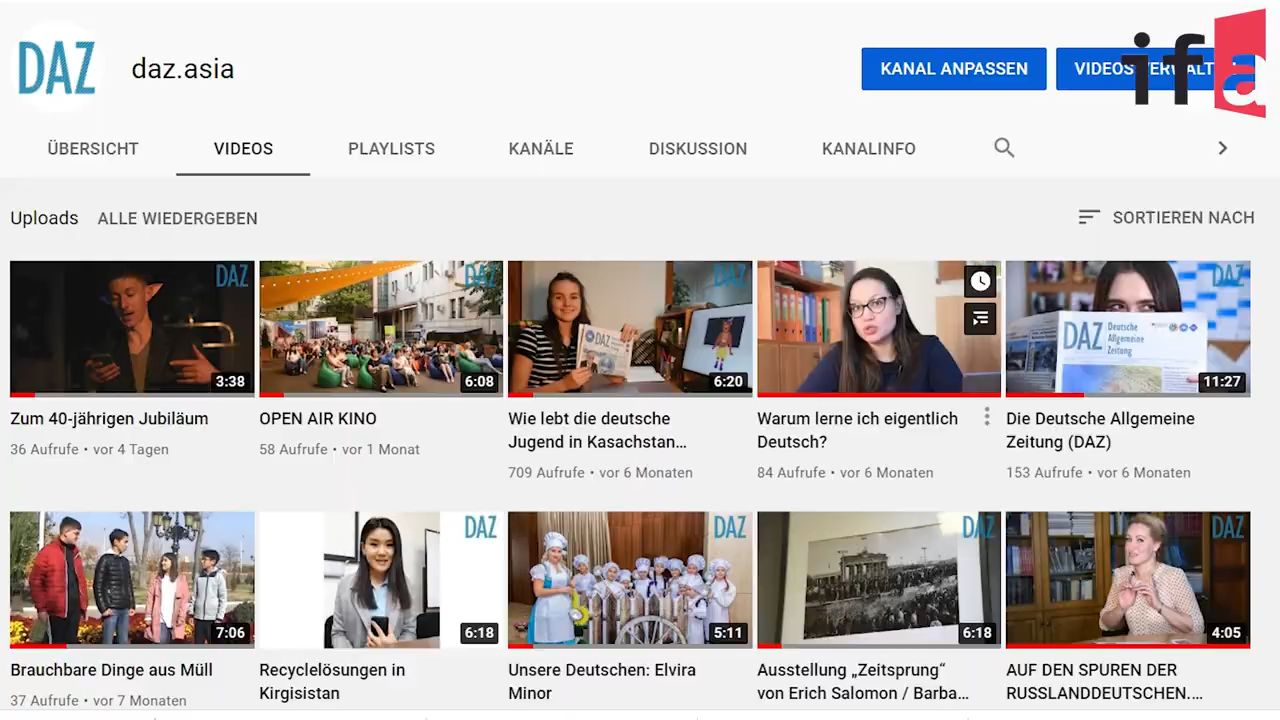 DAZ
daz.asia
KANAL ANPASSEN
ifa
ÜBERSICHT
VIDEOS
PLAYLISTS
KANÄLE
DISKUSSION
KANALINFO
Uploads
ALLE WIEDERGEBEN
SORTIEREN NACH
DAZ
3:38
DAZ
6:08
DAZ
DAZ
6:20
DAZ
DAZ Deutsche
Allgemeine
Zeitung
11:27
Zum 40-jährigen Jubiläum
36 Aufrufe • vor 4 Tagen
OPEN AIR KINO
58 Aufrufe • vor 1 Monat
Wie lebt die deutsche
Jugend in Kasachstan...
709 Aufrufe • vor 6 Monaten
Warum lerne ich eigentlich
Deutsch?
84 Aufrufe • vor 6 Monaten
Die Deutsche Allgemeine
Zeitung (DAZ)
153 Aufrufe • vor 6 Monaten
7:06
DAZ
6:18
DAZ
5:11
DAZ
6:18
DAZ
4:05
Brauchbare Dinge aus Müll
37 Aufrufe • vor 7 Monaten
Recyclelösungen in
Kirgisistan
Unsere Deutschen: Elvira
Minor
Ausstellung „Zeitsprung“
von Erich Salomon / Barba...
AUF DEN SPUREN DER
RUSSLANDDEUTSCHEN....